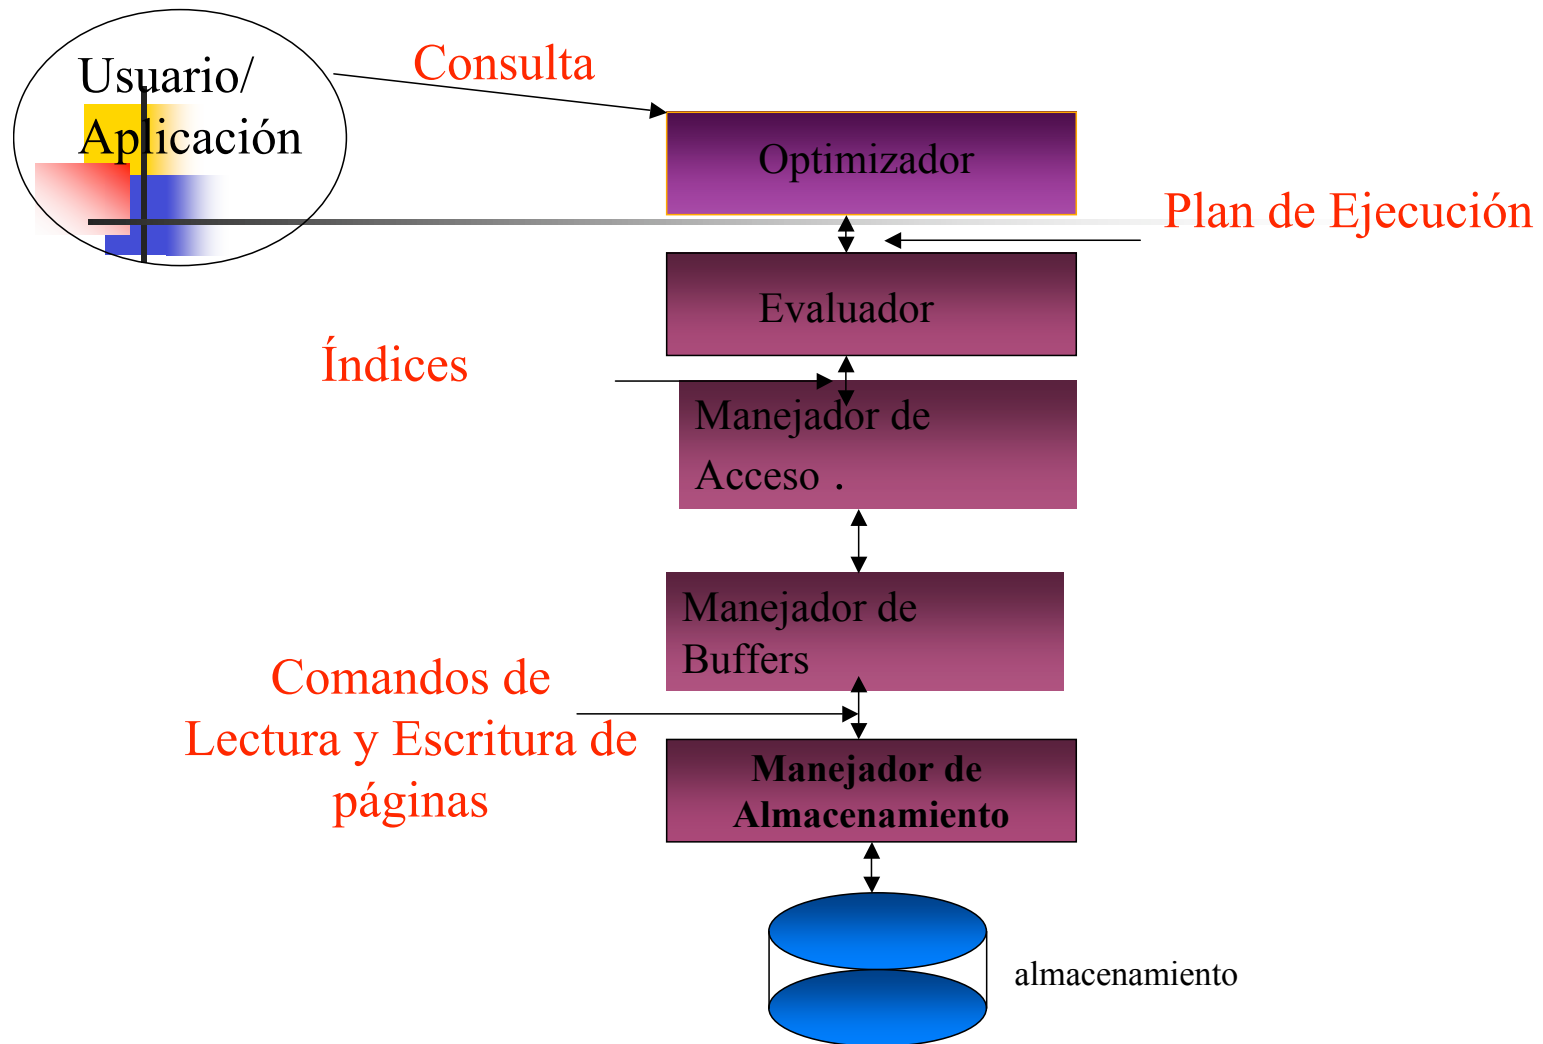 Usuario/
Aplicación
Consulta
Optimizador
Plan de Ejecución
Evaluador
Índices
Manejador de
Acceso .
Manejador de
Buffers
Comandos de
Lectura y Escritura de
páginas
Manejador de
Almacenamiento
almacenamiento